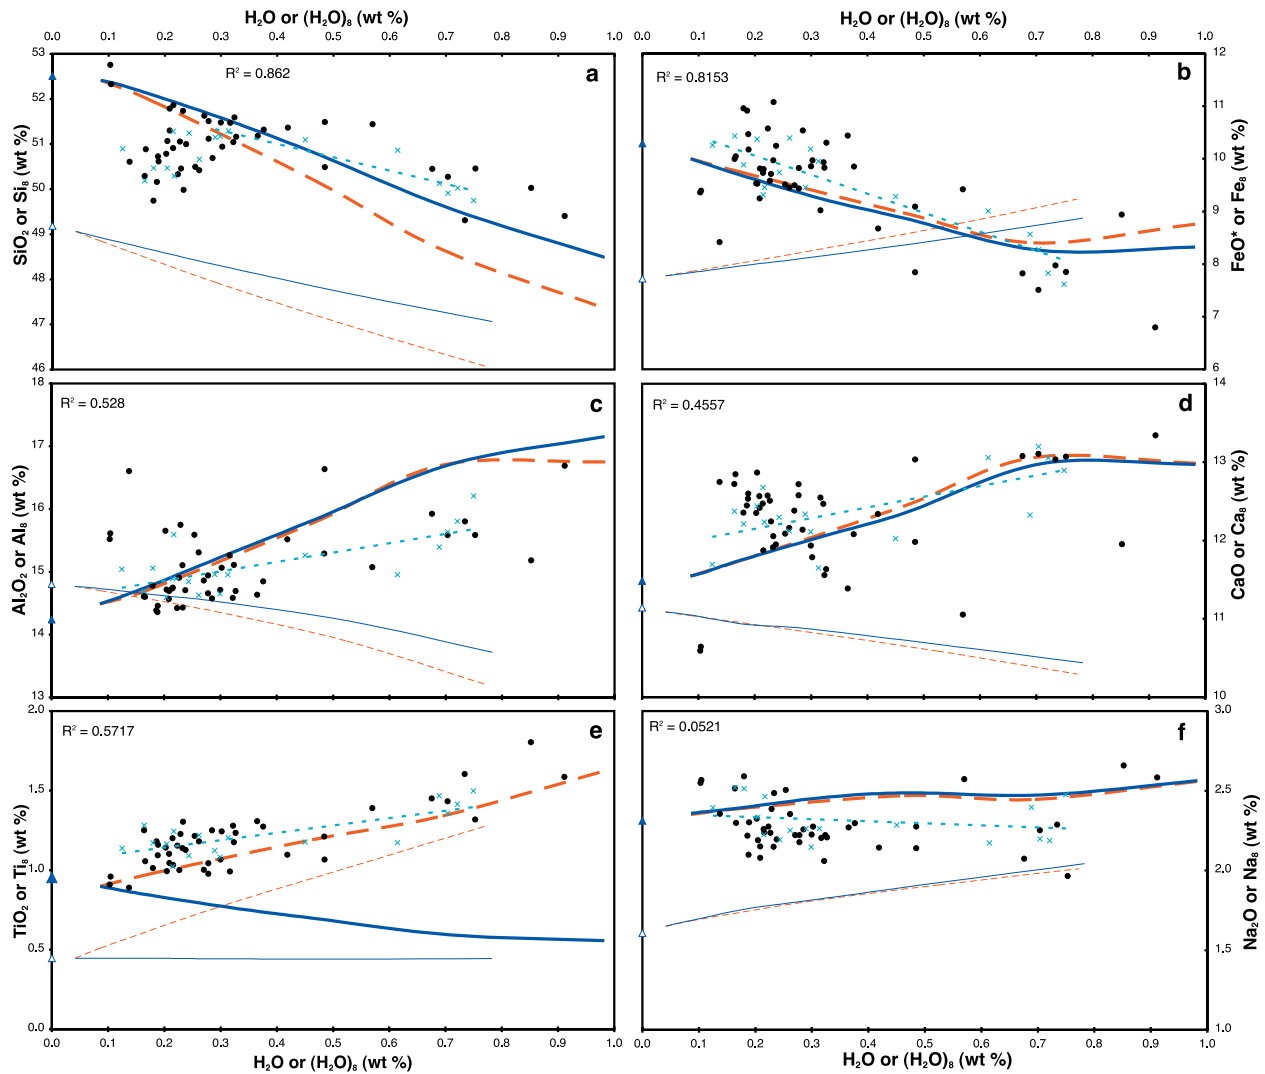 H₂O or (H₂O)₈ (wt %)
H₂O or (H₂O)₈ (wt %)
0.0 0.1 0.2 0.3 0.4 0.5 0.6 0.7 0.8 0.9 1.0
0.0 0.1 0.2 0.3 0.4 0.5 0.6 0.7 0.8 0.9 1.0
SiO₂ or Si₈ (wt %)
53
52
51
50
49
48
47
46
R² = 0.862
a
R² = 0.8153
b
12
11
10
9
8
7
6
FeO* or Fe₈ (wt %)
Al₂O₂ or Al₈ (wt %)
18
17
16
15
14
13
R² = 0.528
c
R² = 0.4557
d
14
13
12
11
10
CaO or Ca₈ (wt %)
TiO₂ or Ti₈ (wt %)
2.0
1.5
1.0
0.5
0.0
R² = 0.5717
e
R² = 0.0521
f
3.0
2.5
2.0
1.5
1.0
Na₂O or Na₈ (wt %)
0.0 0.1 0.2 0.3 0.4 0.5 0.6 0.7 0.8 0.9 1.0
0.0 0.1 0.2 0.3 0.4 0.5 0.6 0.7 0.8 0.9 1.0
H₂O or (H₂O)₈ (wt %)
H₂O or (H₂O)₈ (wt %)